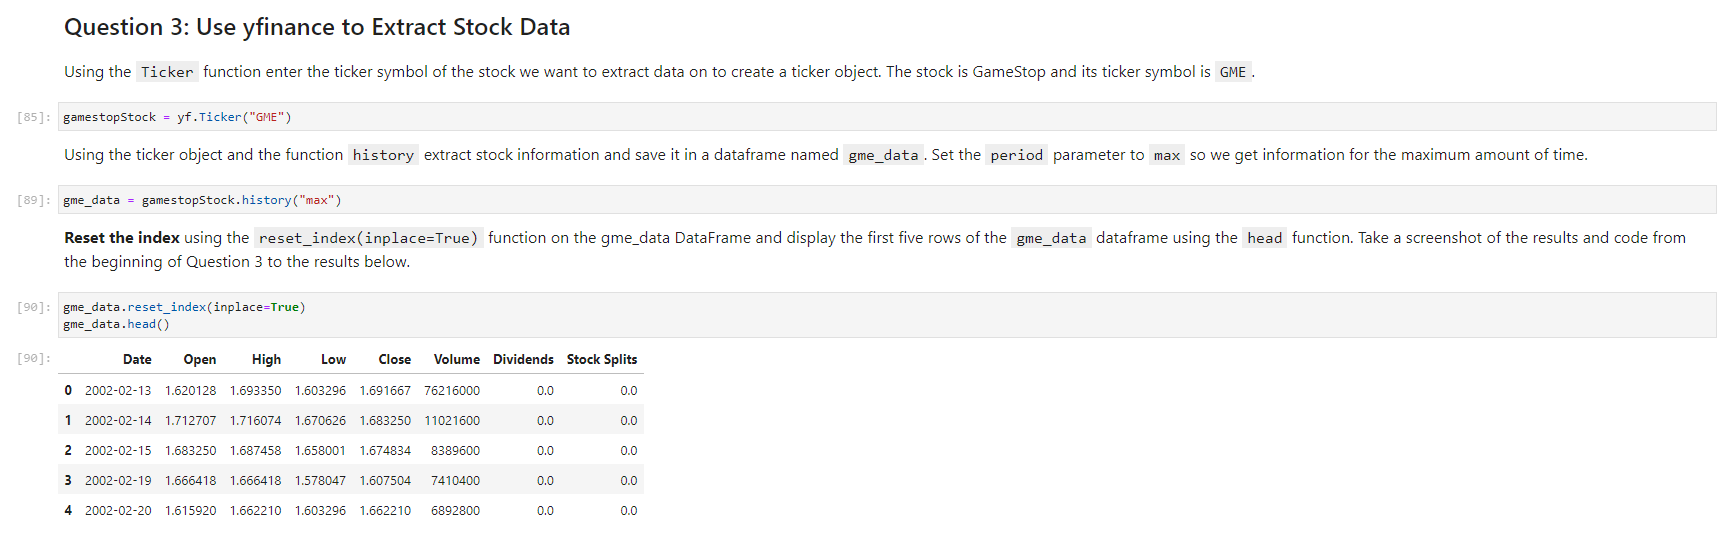 Question 3: Use yfinance to Extract Stock Data
Using the Ticker function enter the ticker symbol of the stock we want to extract data on to create a ticker object. The stock is GameStop and its ticker symbol is GME.
[85]: gamestopStock = yf.Ticker("GME")
Using the ticker object and the function history extract stock information and save it in a dataframe named gme_data. Set the period parameter to max so we get information for the maximum amount of time.
[89]: gme_data = gamestopStock.history("max")
Reset the index using the reset_index(inplace=True) function on the gme_data DataFrame and display the first five rows of the gme_data dataframe using the head function. Take a screenshot of the results and code from
the beginning of Question 3 to the results below.
[90]: gme_data.reset_index(inplace=True)
gme_data.head()
[90]: Date Open High Low Close Volume Dividends Stock Splits
0 2002-02-13 1.620128 1.693350 1.603296 1.691667 76216000 0.0 0.0
1 2002-02-14 1.712707 1.716074 1.670626 1.683250 11021600 0.0 0.0
2 2002-02-15 1.683250 1.687458 1.658001 1.674834 8389600 0.0 0.0
3 2002-02-19 1.666418 1.666418 1.578047 1.607504 7410400 0.0 0.0
4 2002-02-20 1.615920 1.662210 1.603296 1.662210 6892800 0.0 0.0